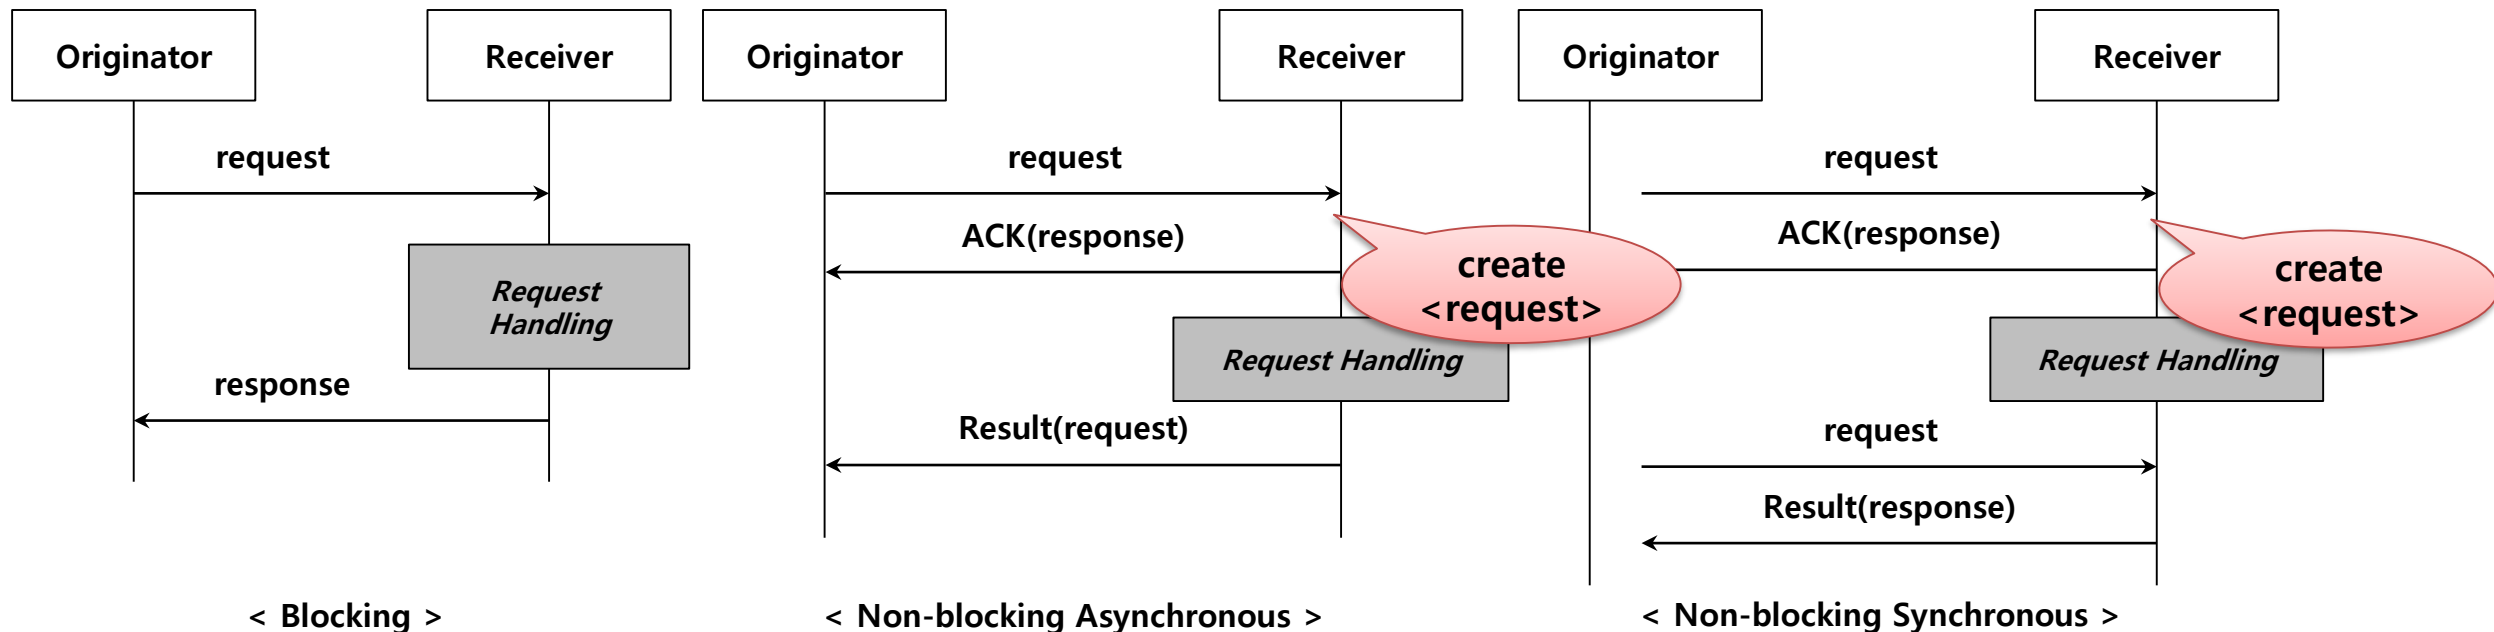 Originator
Receiver
request
Request
Handling
response
< Blocking >
Originator
Receiver
request
ACK(response)
create
<request>
Request Handling
Result(request)
< Non-blocking Asynchronous >
Originator
Receiver
request
ACK(response)
create
<request>
Request Handling
request
Result(response)
< Non-blocking Synchronous >